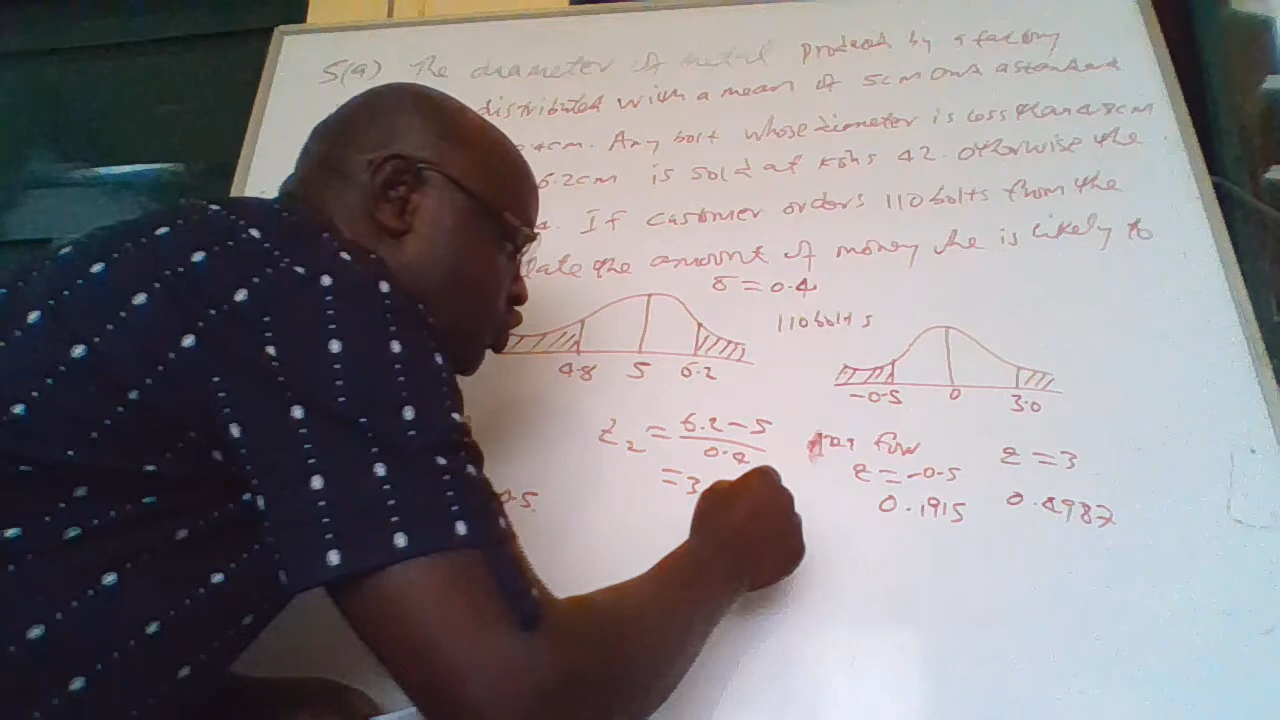 5(a) The diameter of metal produced by a factory
distributed with a mean of 5cm and a standard
4cm. Any bolt whose diameter is less than 4.8cm
6.2cm is sold at Kshs 42. Otherwise the
If customer orders 110 bolts from the
late the amount of money she is likely to
δ = 0.4
110 bolts
4.8 5 6.2
-0.5 0 3.0
Z2 = 6.2 - 5
0.4
= 3
for
z = -0.5 z = 3
0.5
0.1915 0.4987